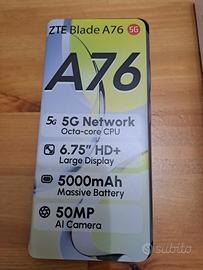 ZTE Blade A76 5G
A76
5G 5G Network
Octa-core CPU
6.75” HD+
Large Display
5000mAh
Massive Battery
50MP
AI Camera
subito